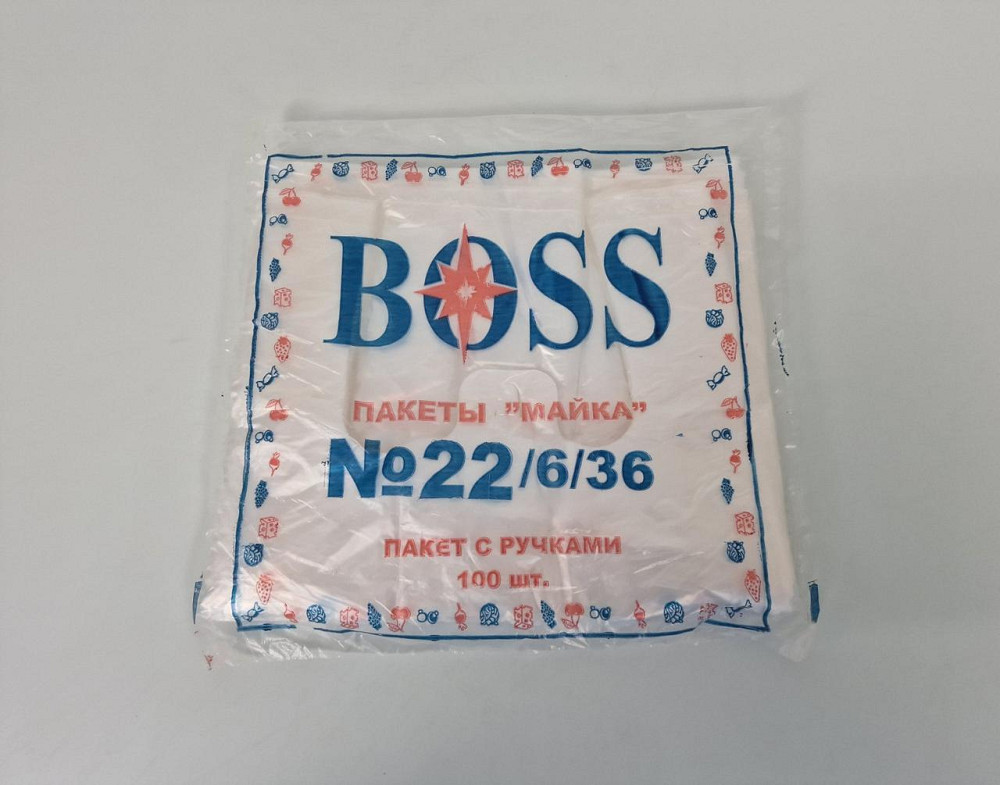 BOSS
ПАКЕТЫ "МАЙКА"
№22/6/36
ПАКЕТ С РУЧКАМИ
100 шт.